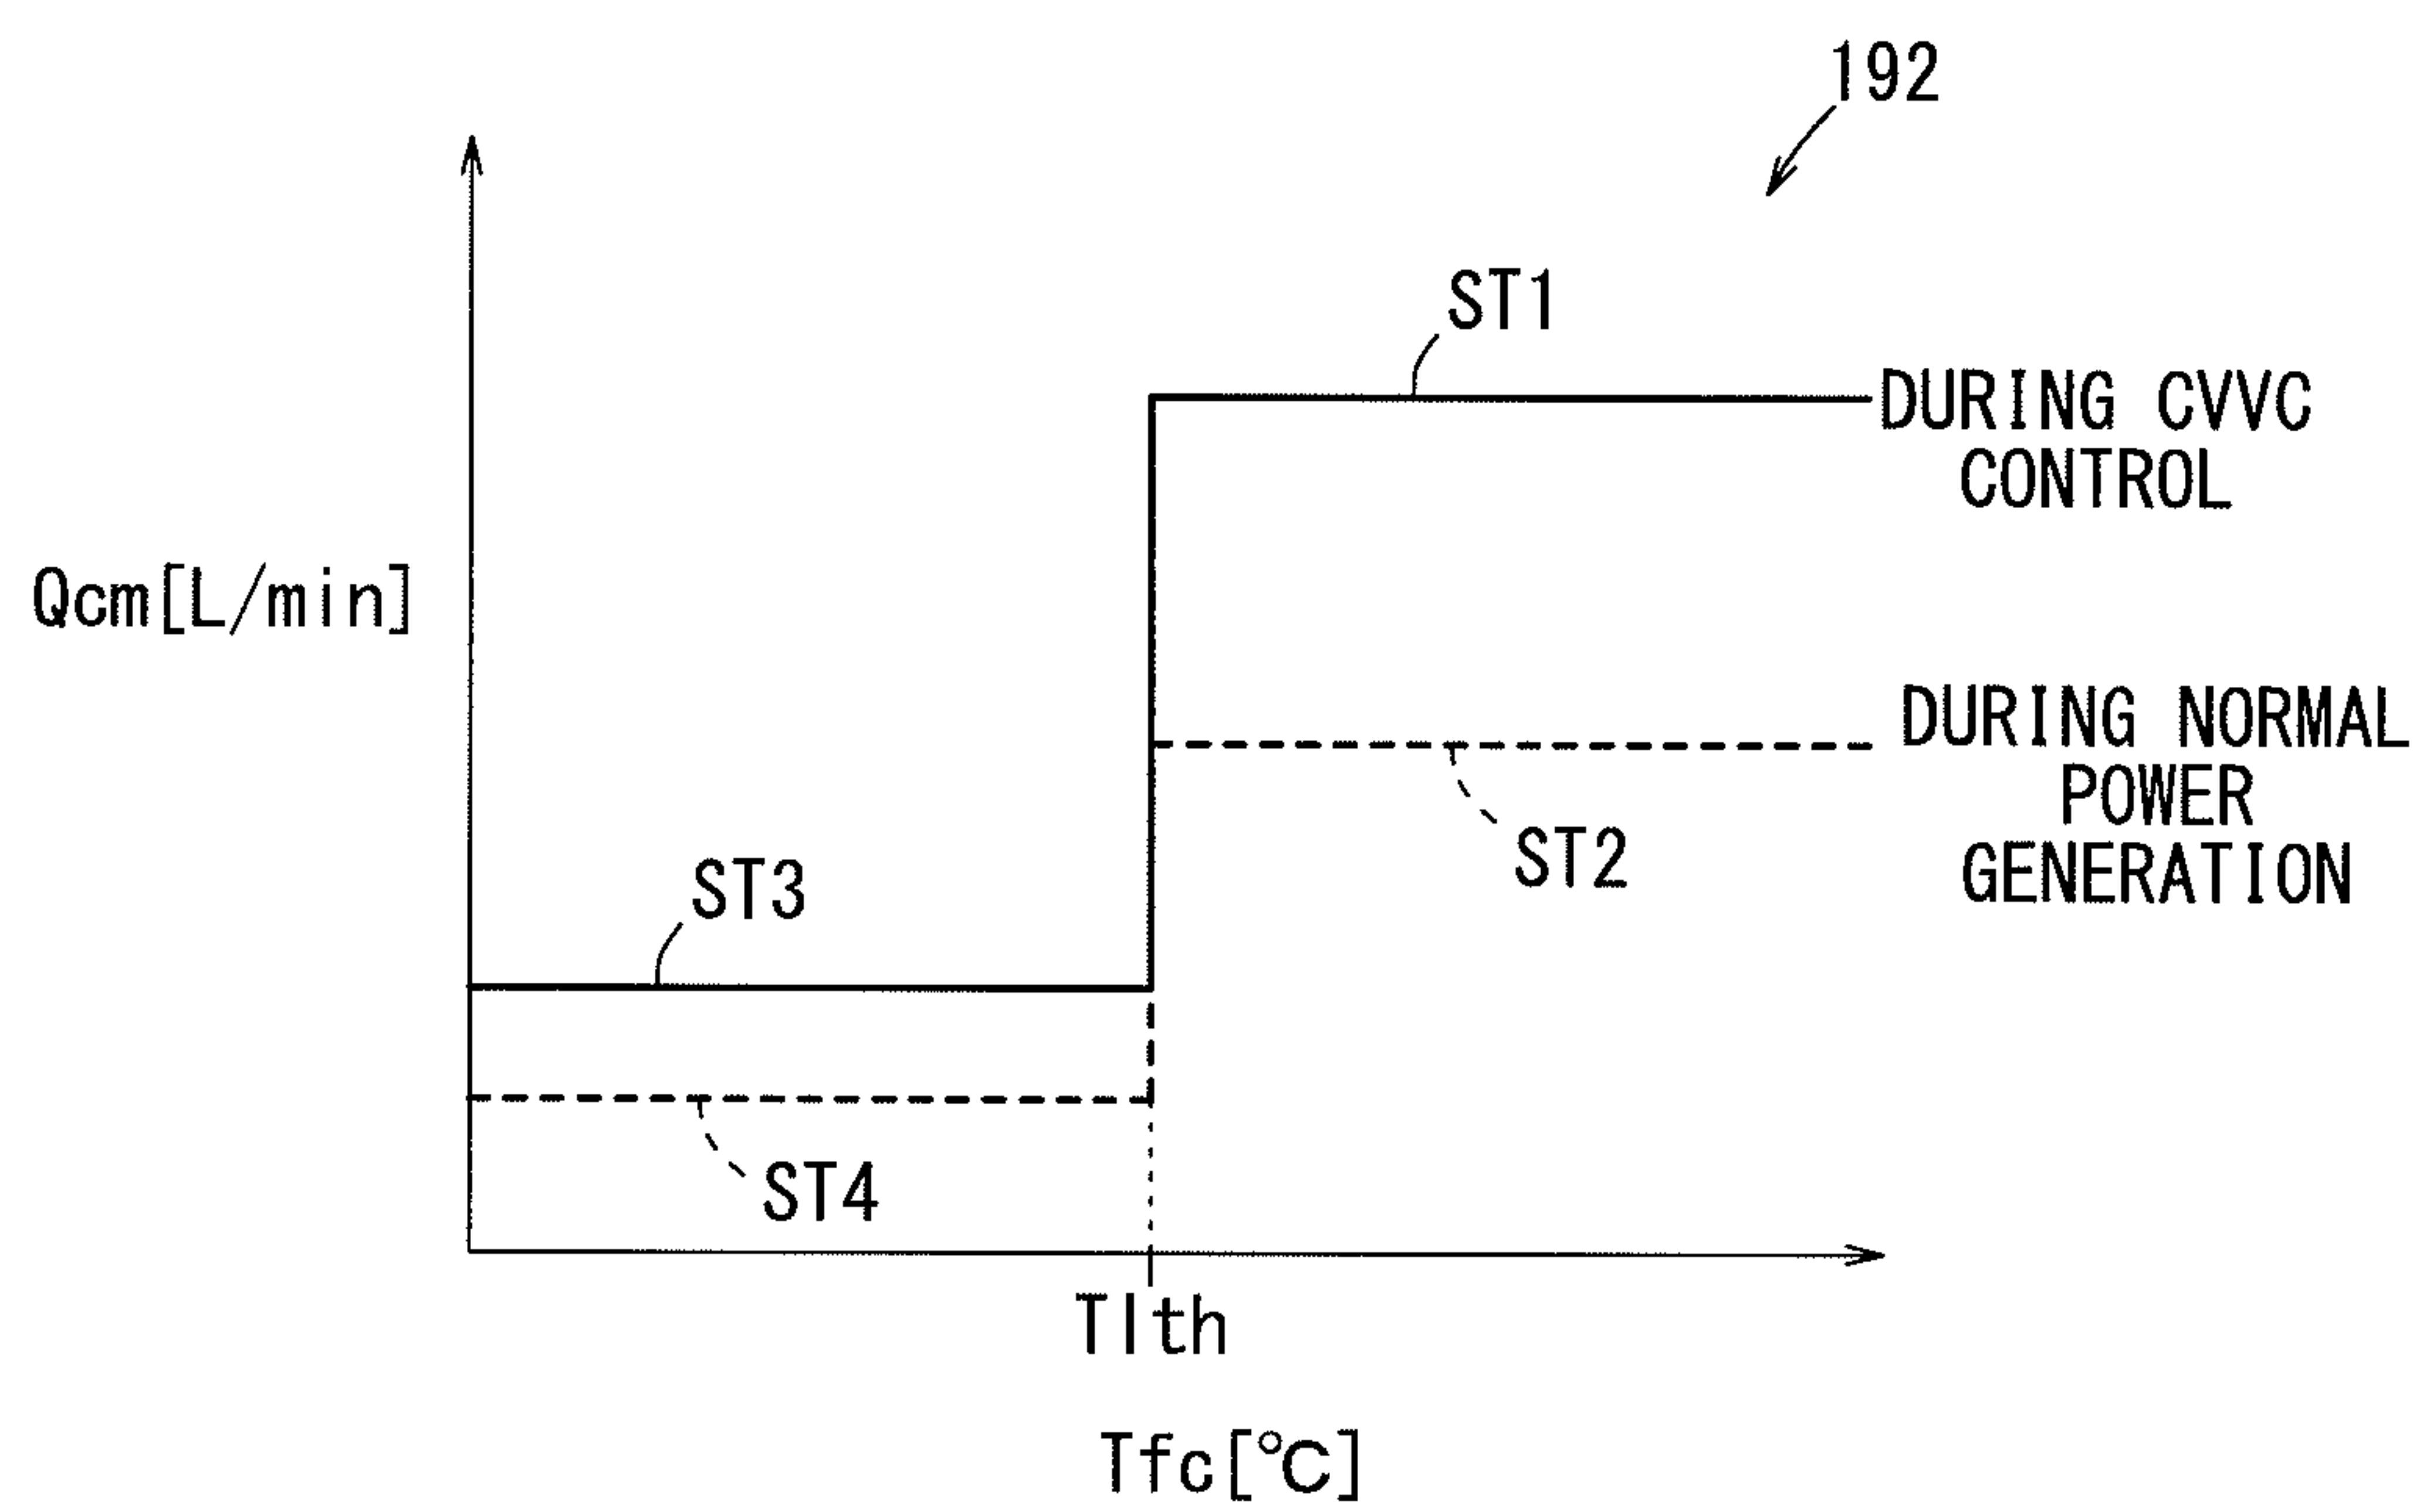 192
ST1
DURING CVVC
CONTROL
Qcm[L/min]
DURING NORMAL
POWER
GENERATION
ST2
ST3
ST4
Tlth
Tfc[℃]